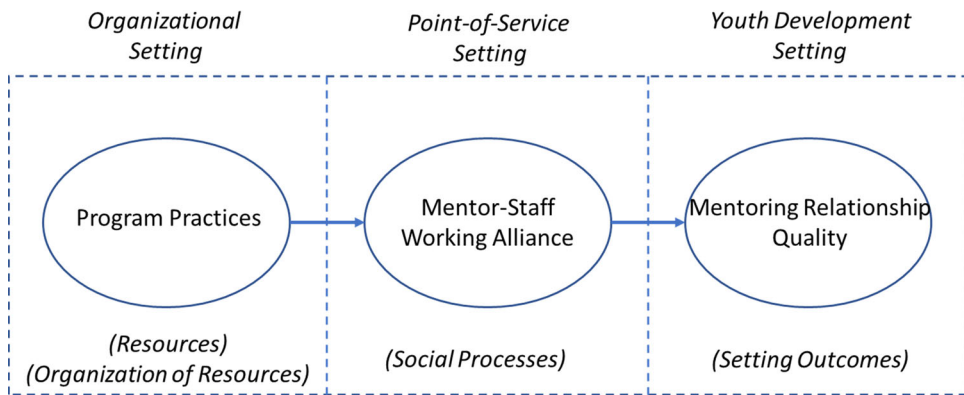 Organizational
Setting
Point-of-Service
Setting
Youth Development
Setting
Program Practices
Mentor-Staff
Working Alliance
Mentoring Relationship
Quality
(Resources)
(Organization of Resources)
(Social Processes)
(Setting Outcomes)